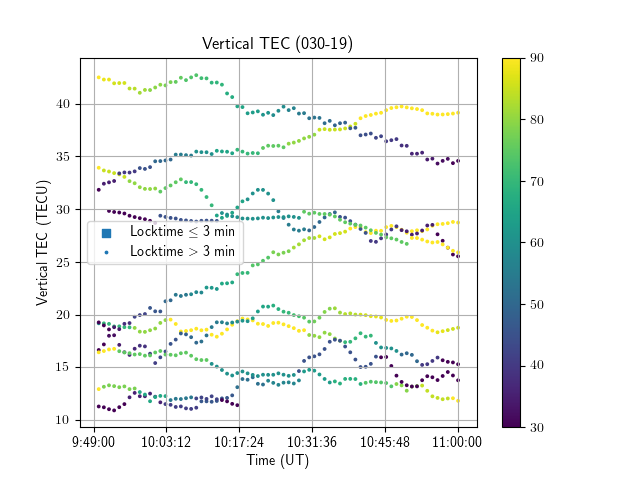 Vertical TEC (030-19)
Vertical TEC (TECU)
40
35
30
25
20
15
10
Locktime ≤ 3 min
Locktime > 3 min
9:49:00 10:03:12 10:17:24 10:31:36 10:45:48 11:00:00
Time (UT)
90
80
70
60
50
40
30